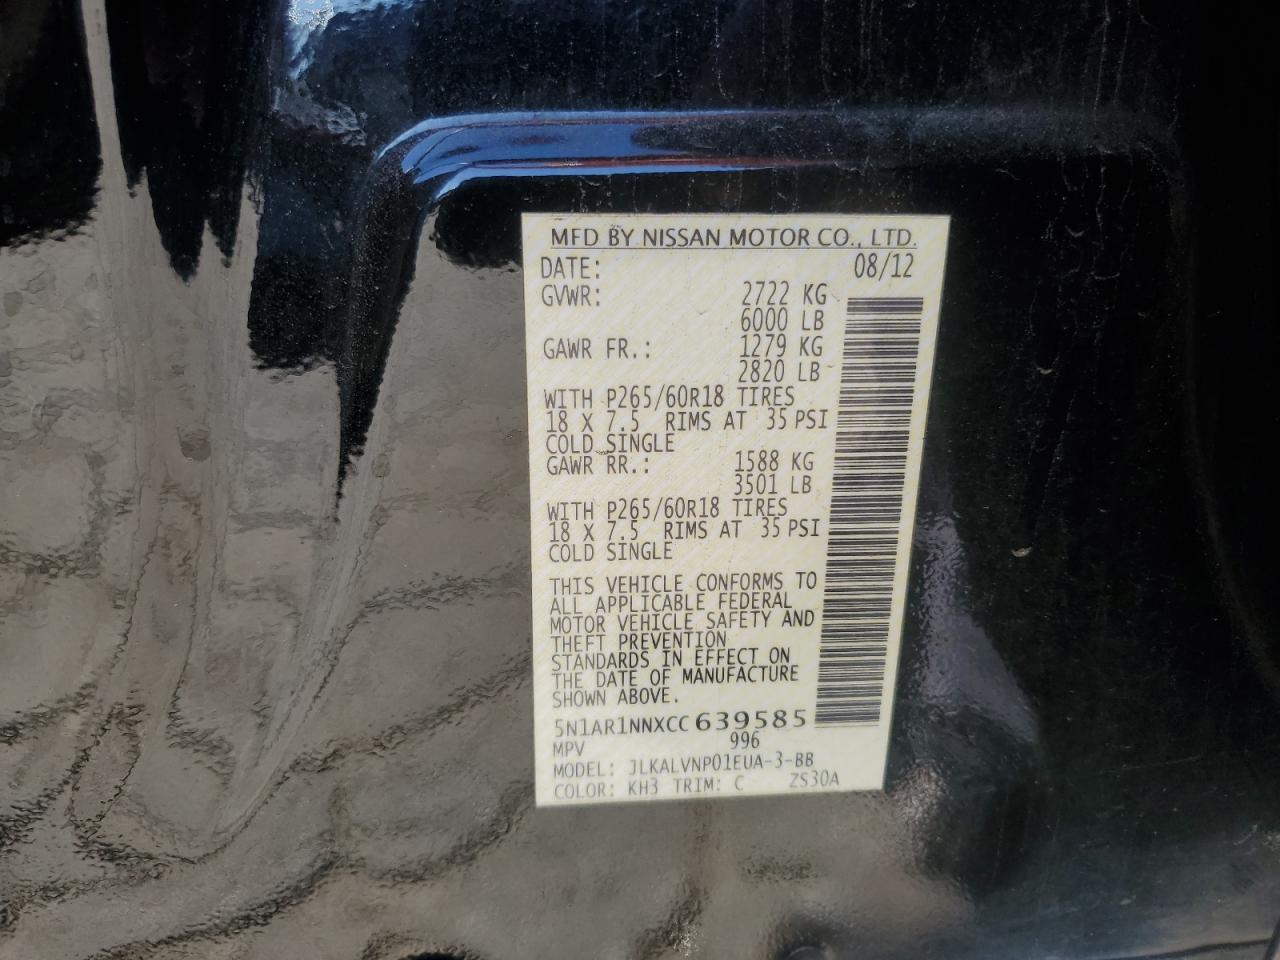 MFD BY NISSAN MOTOR CO., LTD.
DATE: 08/12
GVWR: 2722 KG
6000 LB
GAWR FR.: 1279 KG
2820 LB
WITH P265/60R18 TIRES
18 X 7.5 RIMS AT 35 PSI
COLD SINGLE
GAWR RR.: 1588 KG
3501 LB
WITH P265/60R18 TIRES
18 X 7.5 RIMS AT 35 PSI
COLD SINGLE
THIS VEHICLE CONFORMS TO
ALL APPLICABLE FEDERAL
MOTOR VEHICLE SAFETY AND
THEFT PREVENTION
STANDARDS IN EFFECT ON
THE DATE OF MANUFACTURE
SHOWN ABOVE.
5N1AR1NNXCC 639585
MPV 996
MODEL: JLKALVNP01EUA-3-BB
COLOR: KH3 TRIM: C ZS30A